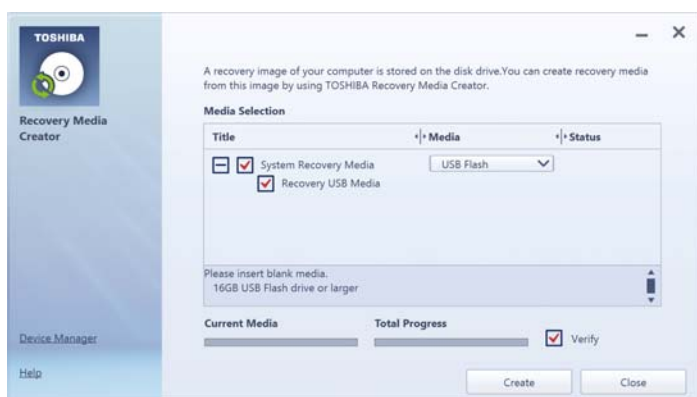 TOSHIBA
Recovery Media
Creator
A recovery image of your computer is stored on the disk drive.You can create recovery media
from this image by using TOSHIBA Recovery Media Creator.
Media Selection
Title Media Status
System Recovery Media USB Flash
Recovery USB Media
Please insert blank media.
16GB USB Flash drive or larger
Current Media Total Progress
Verify
Device Manager
Help
Create Close